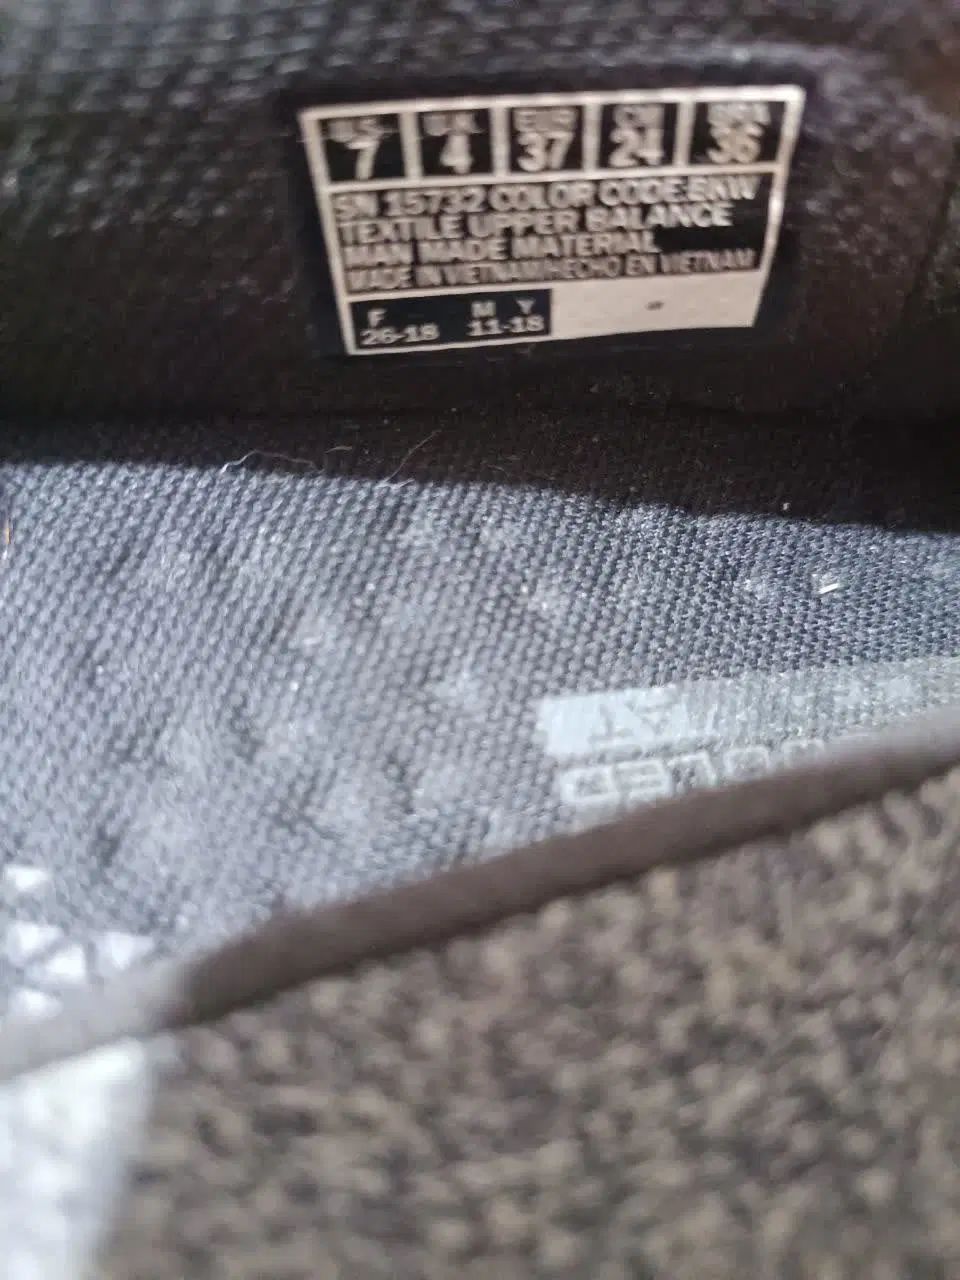 US UK EUR CM BRA
7 4 37 24 36
SN 15732 COLOR CODE:BKW
TEXTILE UPPER BALANCE
MAN MADE MATERIAL
MADE IN VIETNAM/HECHO EN VIETNAM
F M Y
26-18 11-18